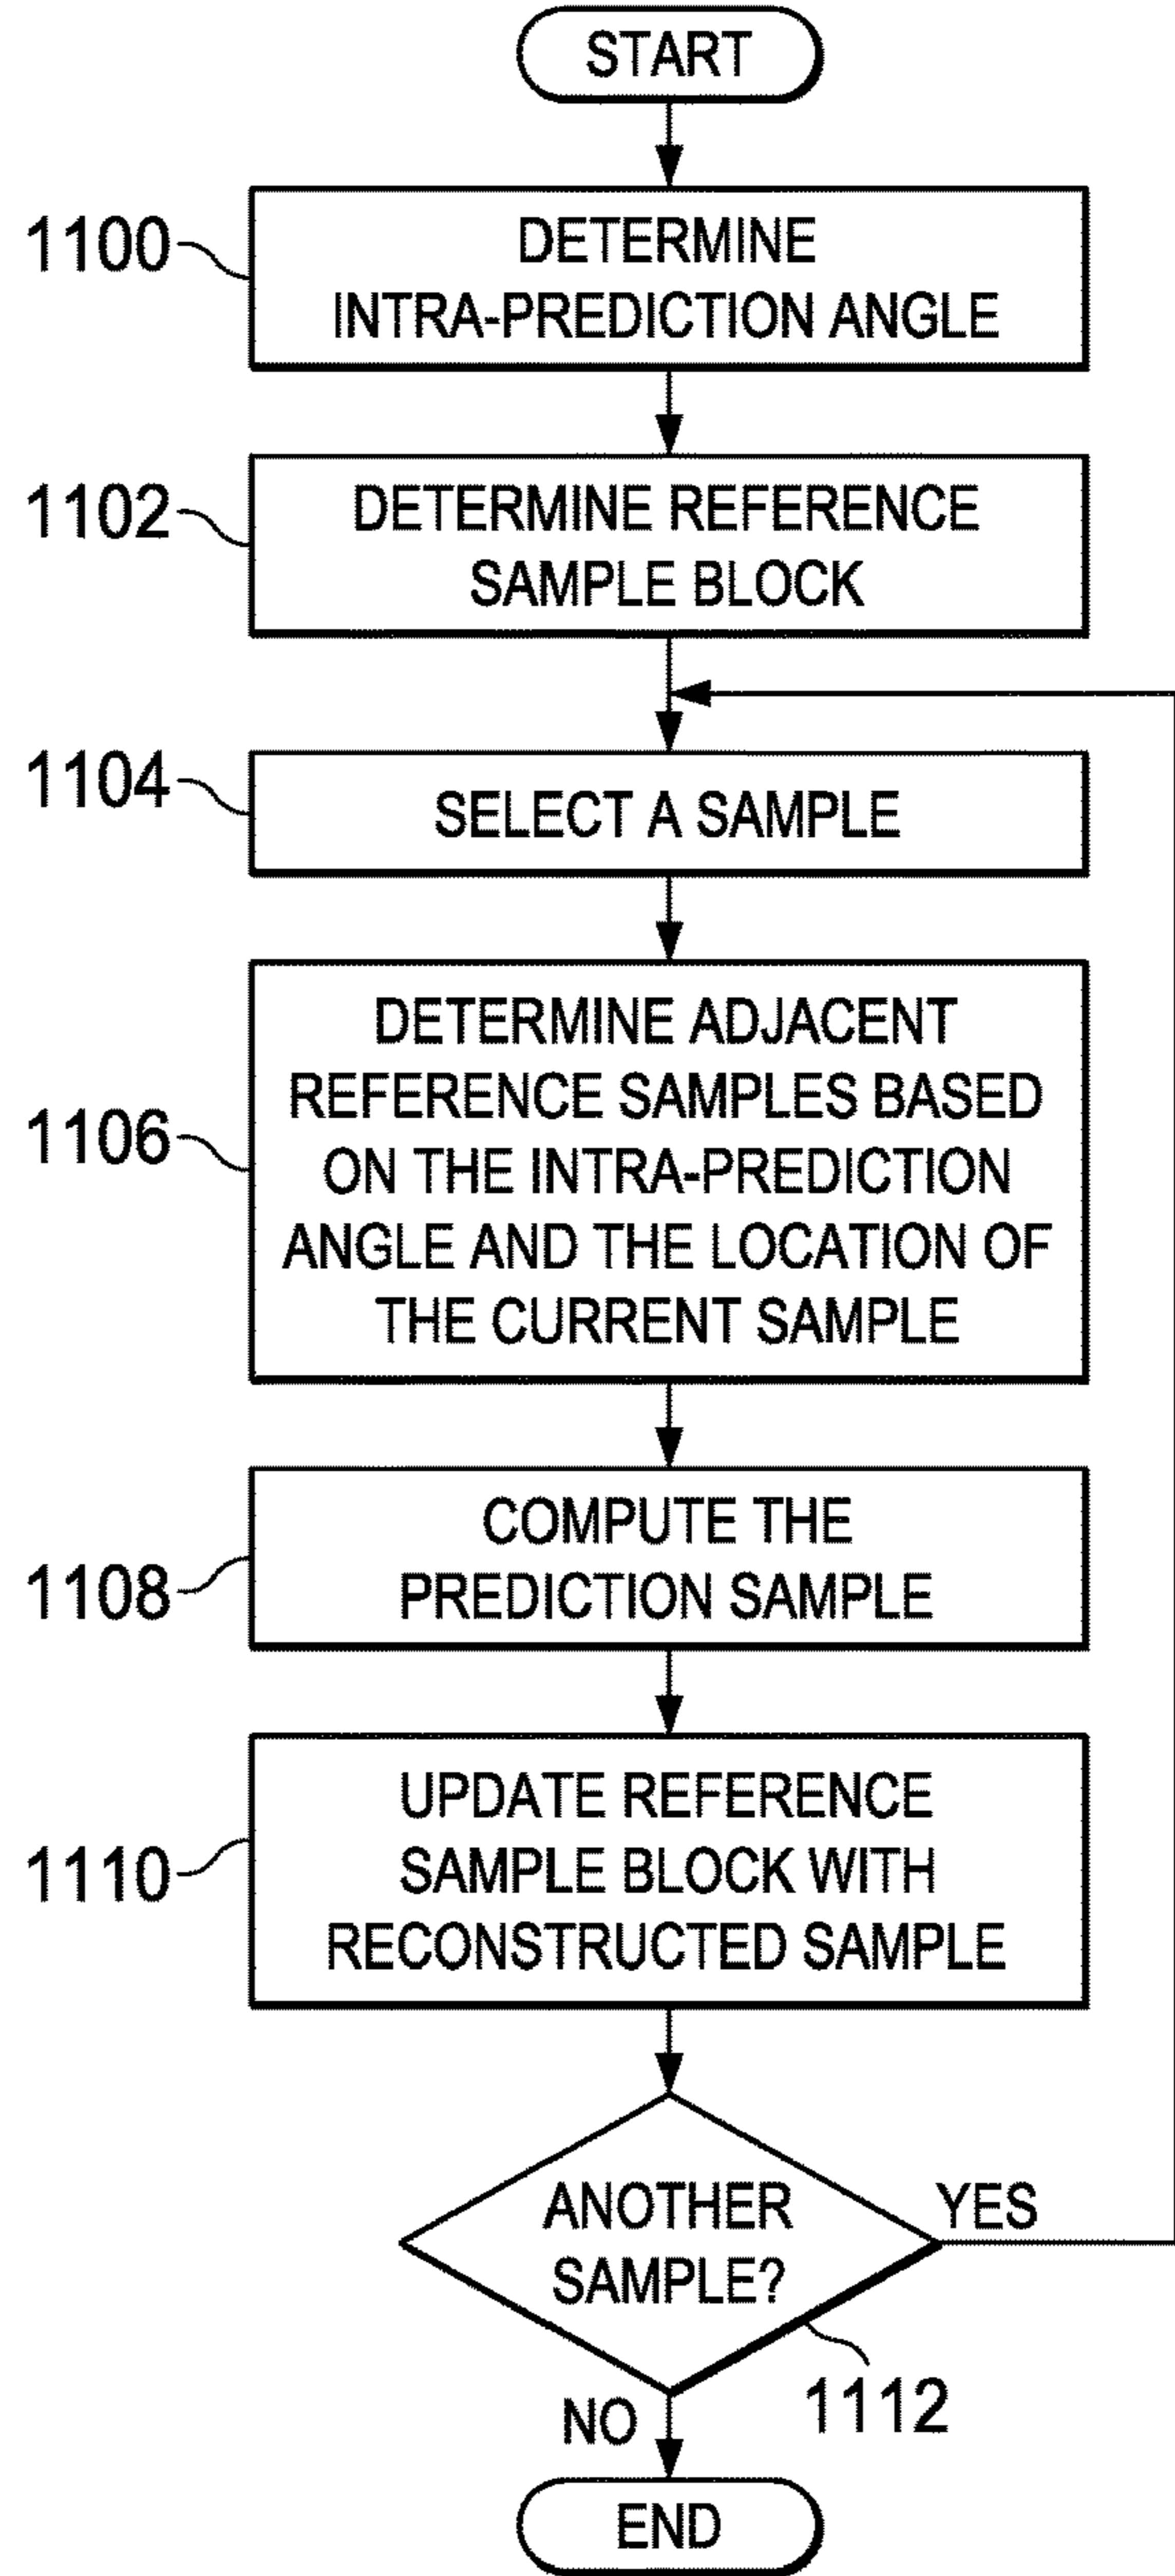 START
1100
DETERMINE
INTRA-PREDICTION ANGLE
1102
DETERMINE REFERENCE
SAMPLE BLOCK
1104
SELECT A SAMPLE
1106
DETERMINE ADJACENT
REFERENCE SAMPLES BASED
ON THE INTRA-PREDICTION
ANGLE AND THE LOCATION OF
THE CURRENT SAMPLE
1108
COMPUTE THE
PREDICTION SAMPLE
1110
UPDATE REFERENCE
SAMPLE BLOCK WITH
RECONSTRUCTED SAMPLE
ANOTHER
SAMPLE?
YES
1112
NO
END